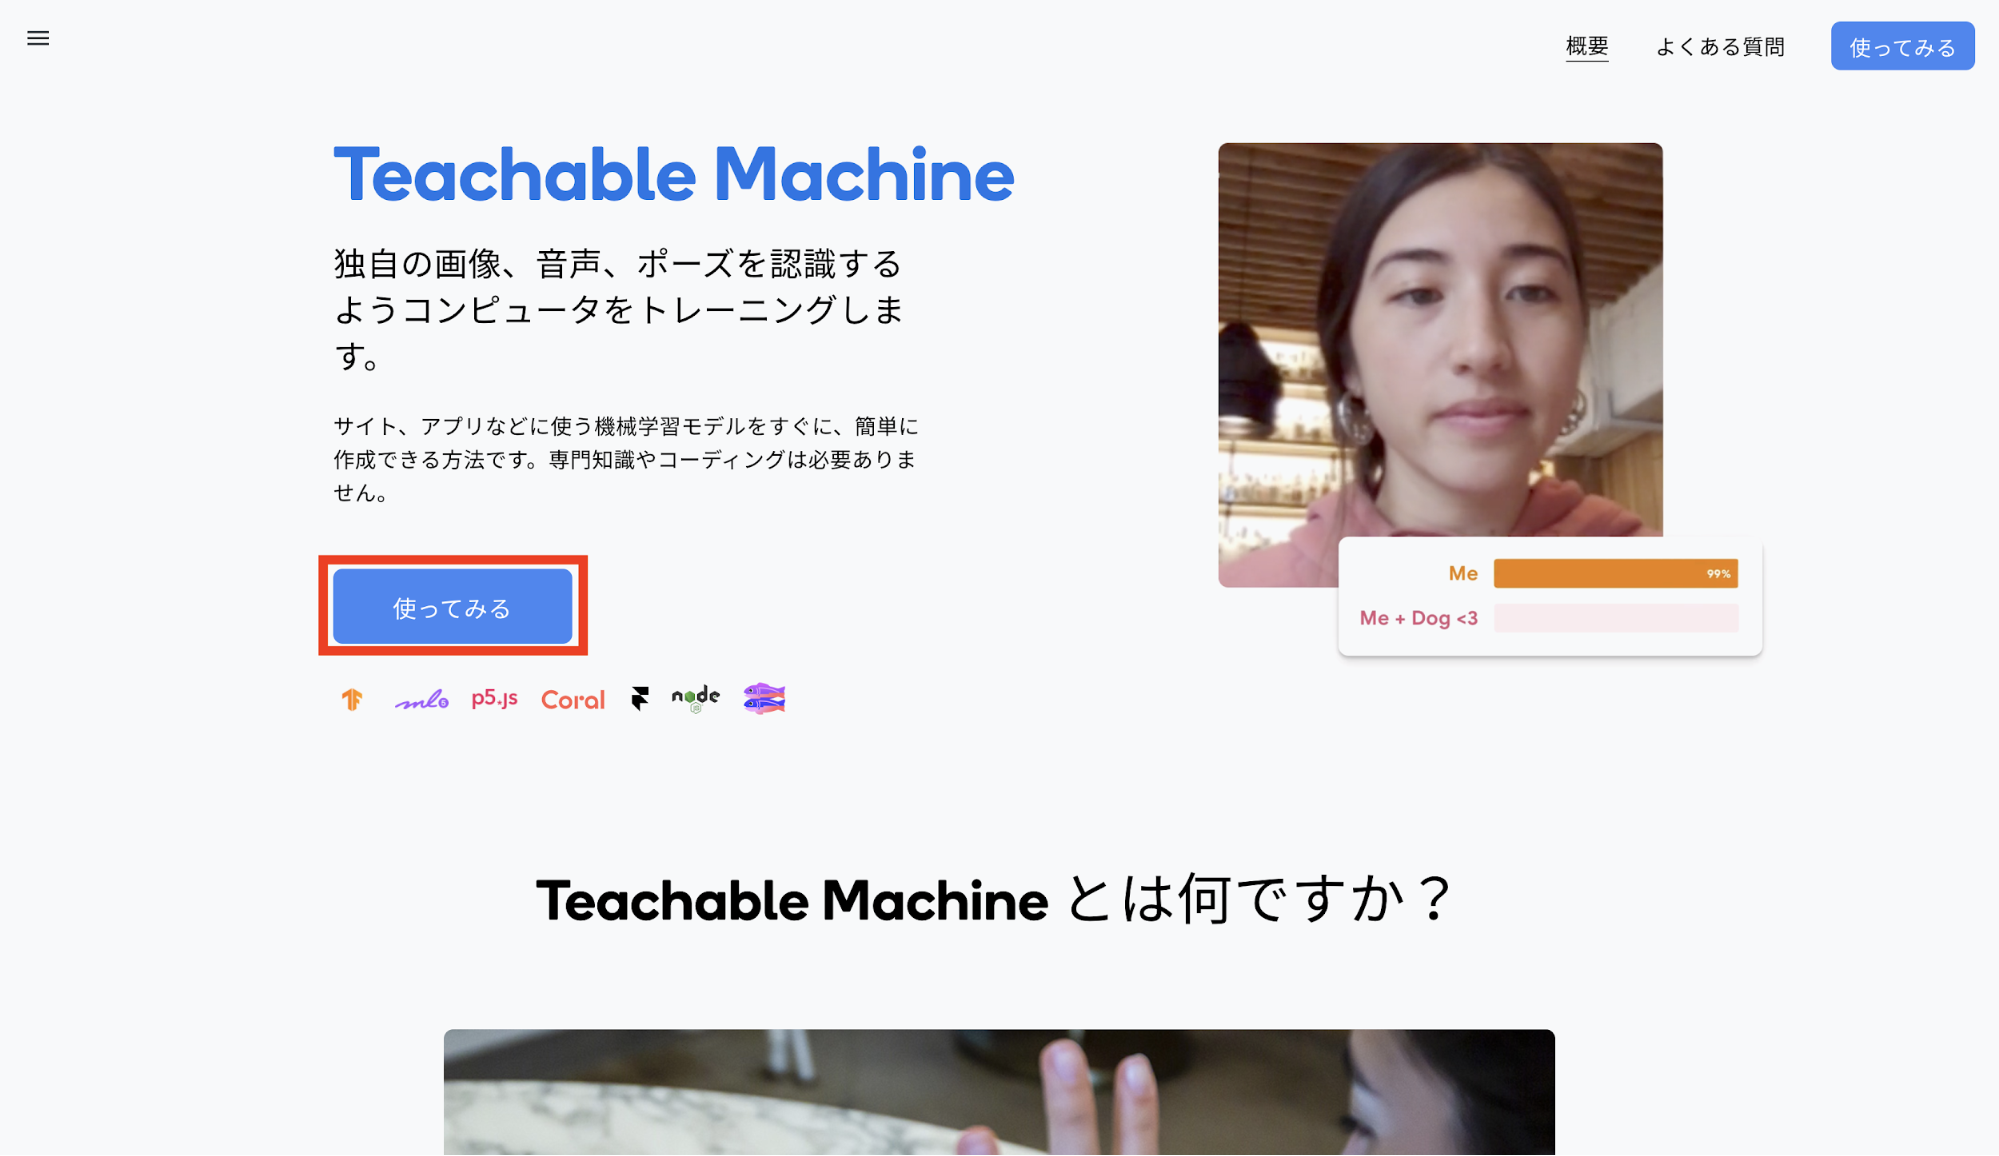 概要
よくある質問
使ってみる
Teachable Machine
独自の画像、音声、ポーズを認識する
ようコンピュータをトレーニングしま
す。
サイト、アプリなどに使う機械学習モデルをすぐに、簡単に
作成できる方法です。専門知識やコーディングは必要ありま
せん。
使ってみる
ml5
p5.js
Coral
node
JS
Me
99%
Me + Dog <3
Teachable Machine とは何ですか？